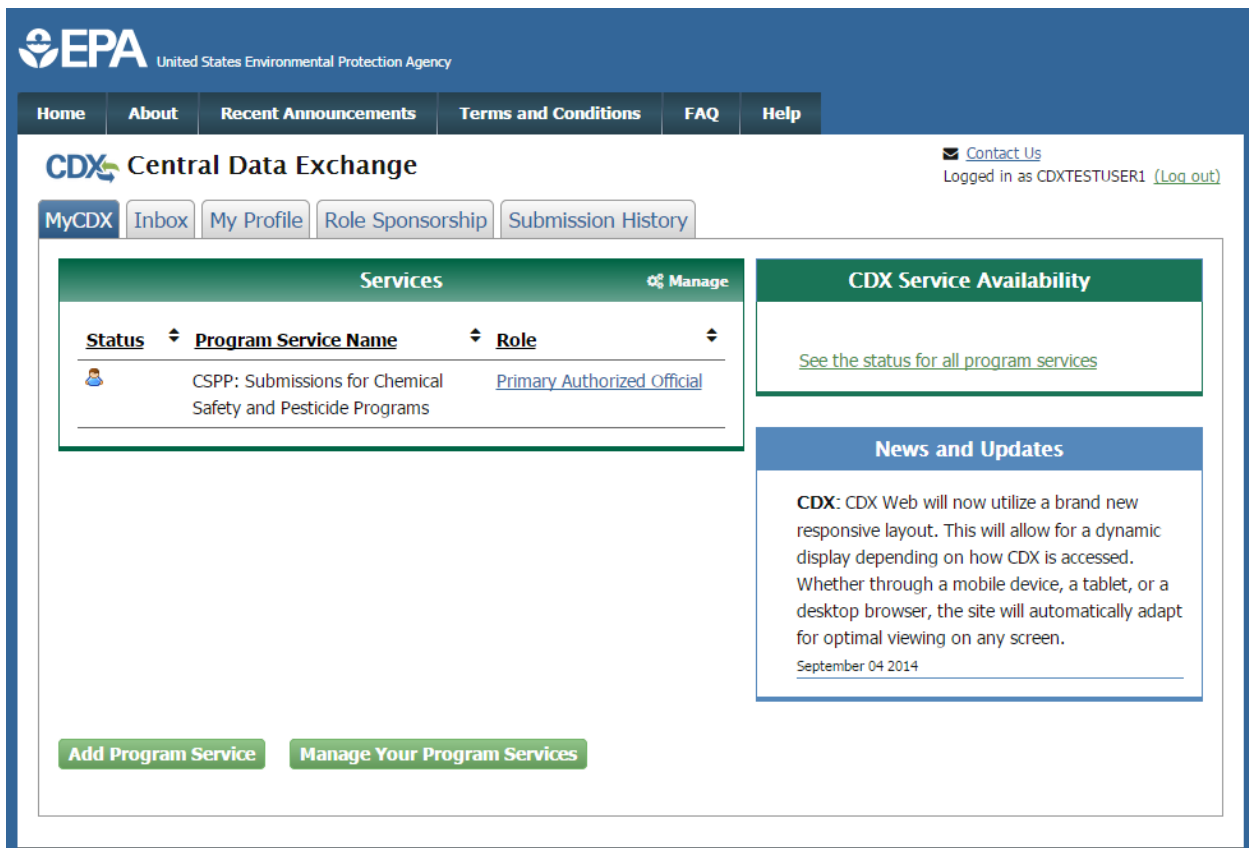 EPA United States Environmental Protection Agency
Home About Recent Announcements Terms and Conditions FAQ Help
CDX Central Data Exchange
Contact Us
Logged in as CDXTESTUSER1 (Log out)
MyCDX Inbox My Profile Role Sponsorship Submission History
Services Manage
Status Program Service Name Role
CSPP: Submissions for Chemical
Safety and Pesticide Programs
Primary Authorized Official
CDX Service Availability
See the status for all program services
News and Updates
CDX: CDX Web will now utilize a brand new
responsive layout. This will allow for a dynamic
display depending on how CDX is accessed.
Whether through a mobile device, a tablet, or a
desktop browser, the site will automatically adapt
for optimal viewing on any screen.
September 04 2014
Add Program Service Manage Your Program Services